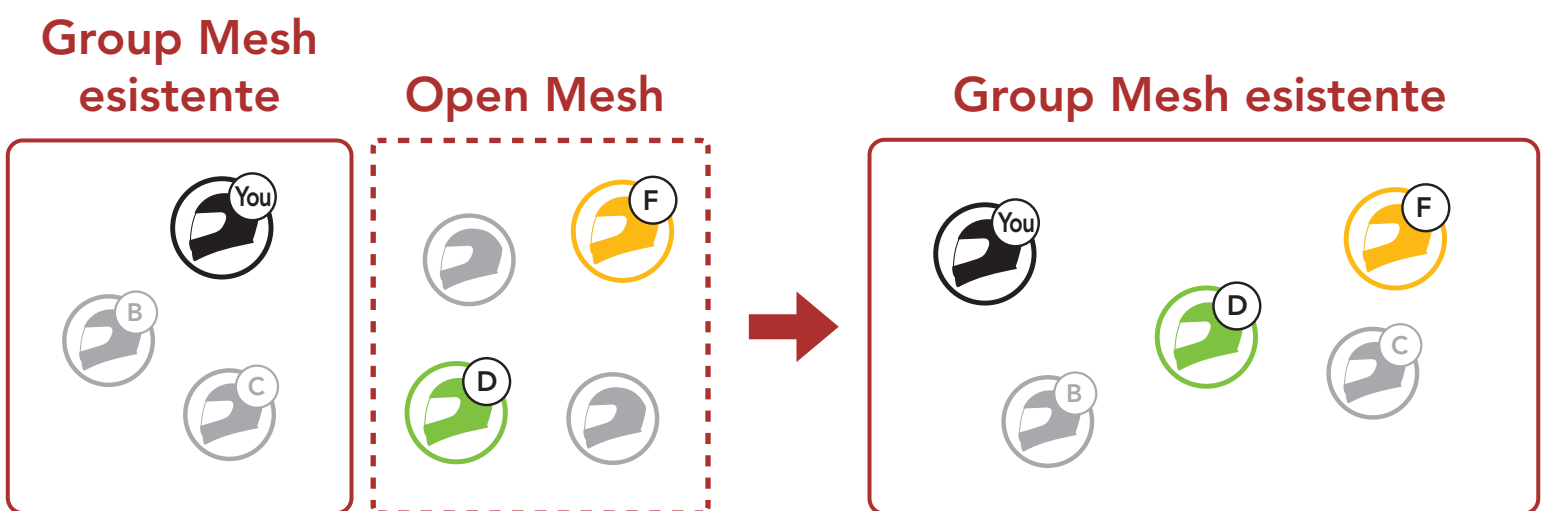 Group Mesh
esistente
Open Mesh
Group Mesh esistente
You
B
C
F
D
You
F
D
C
B